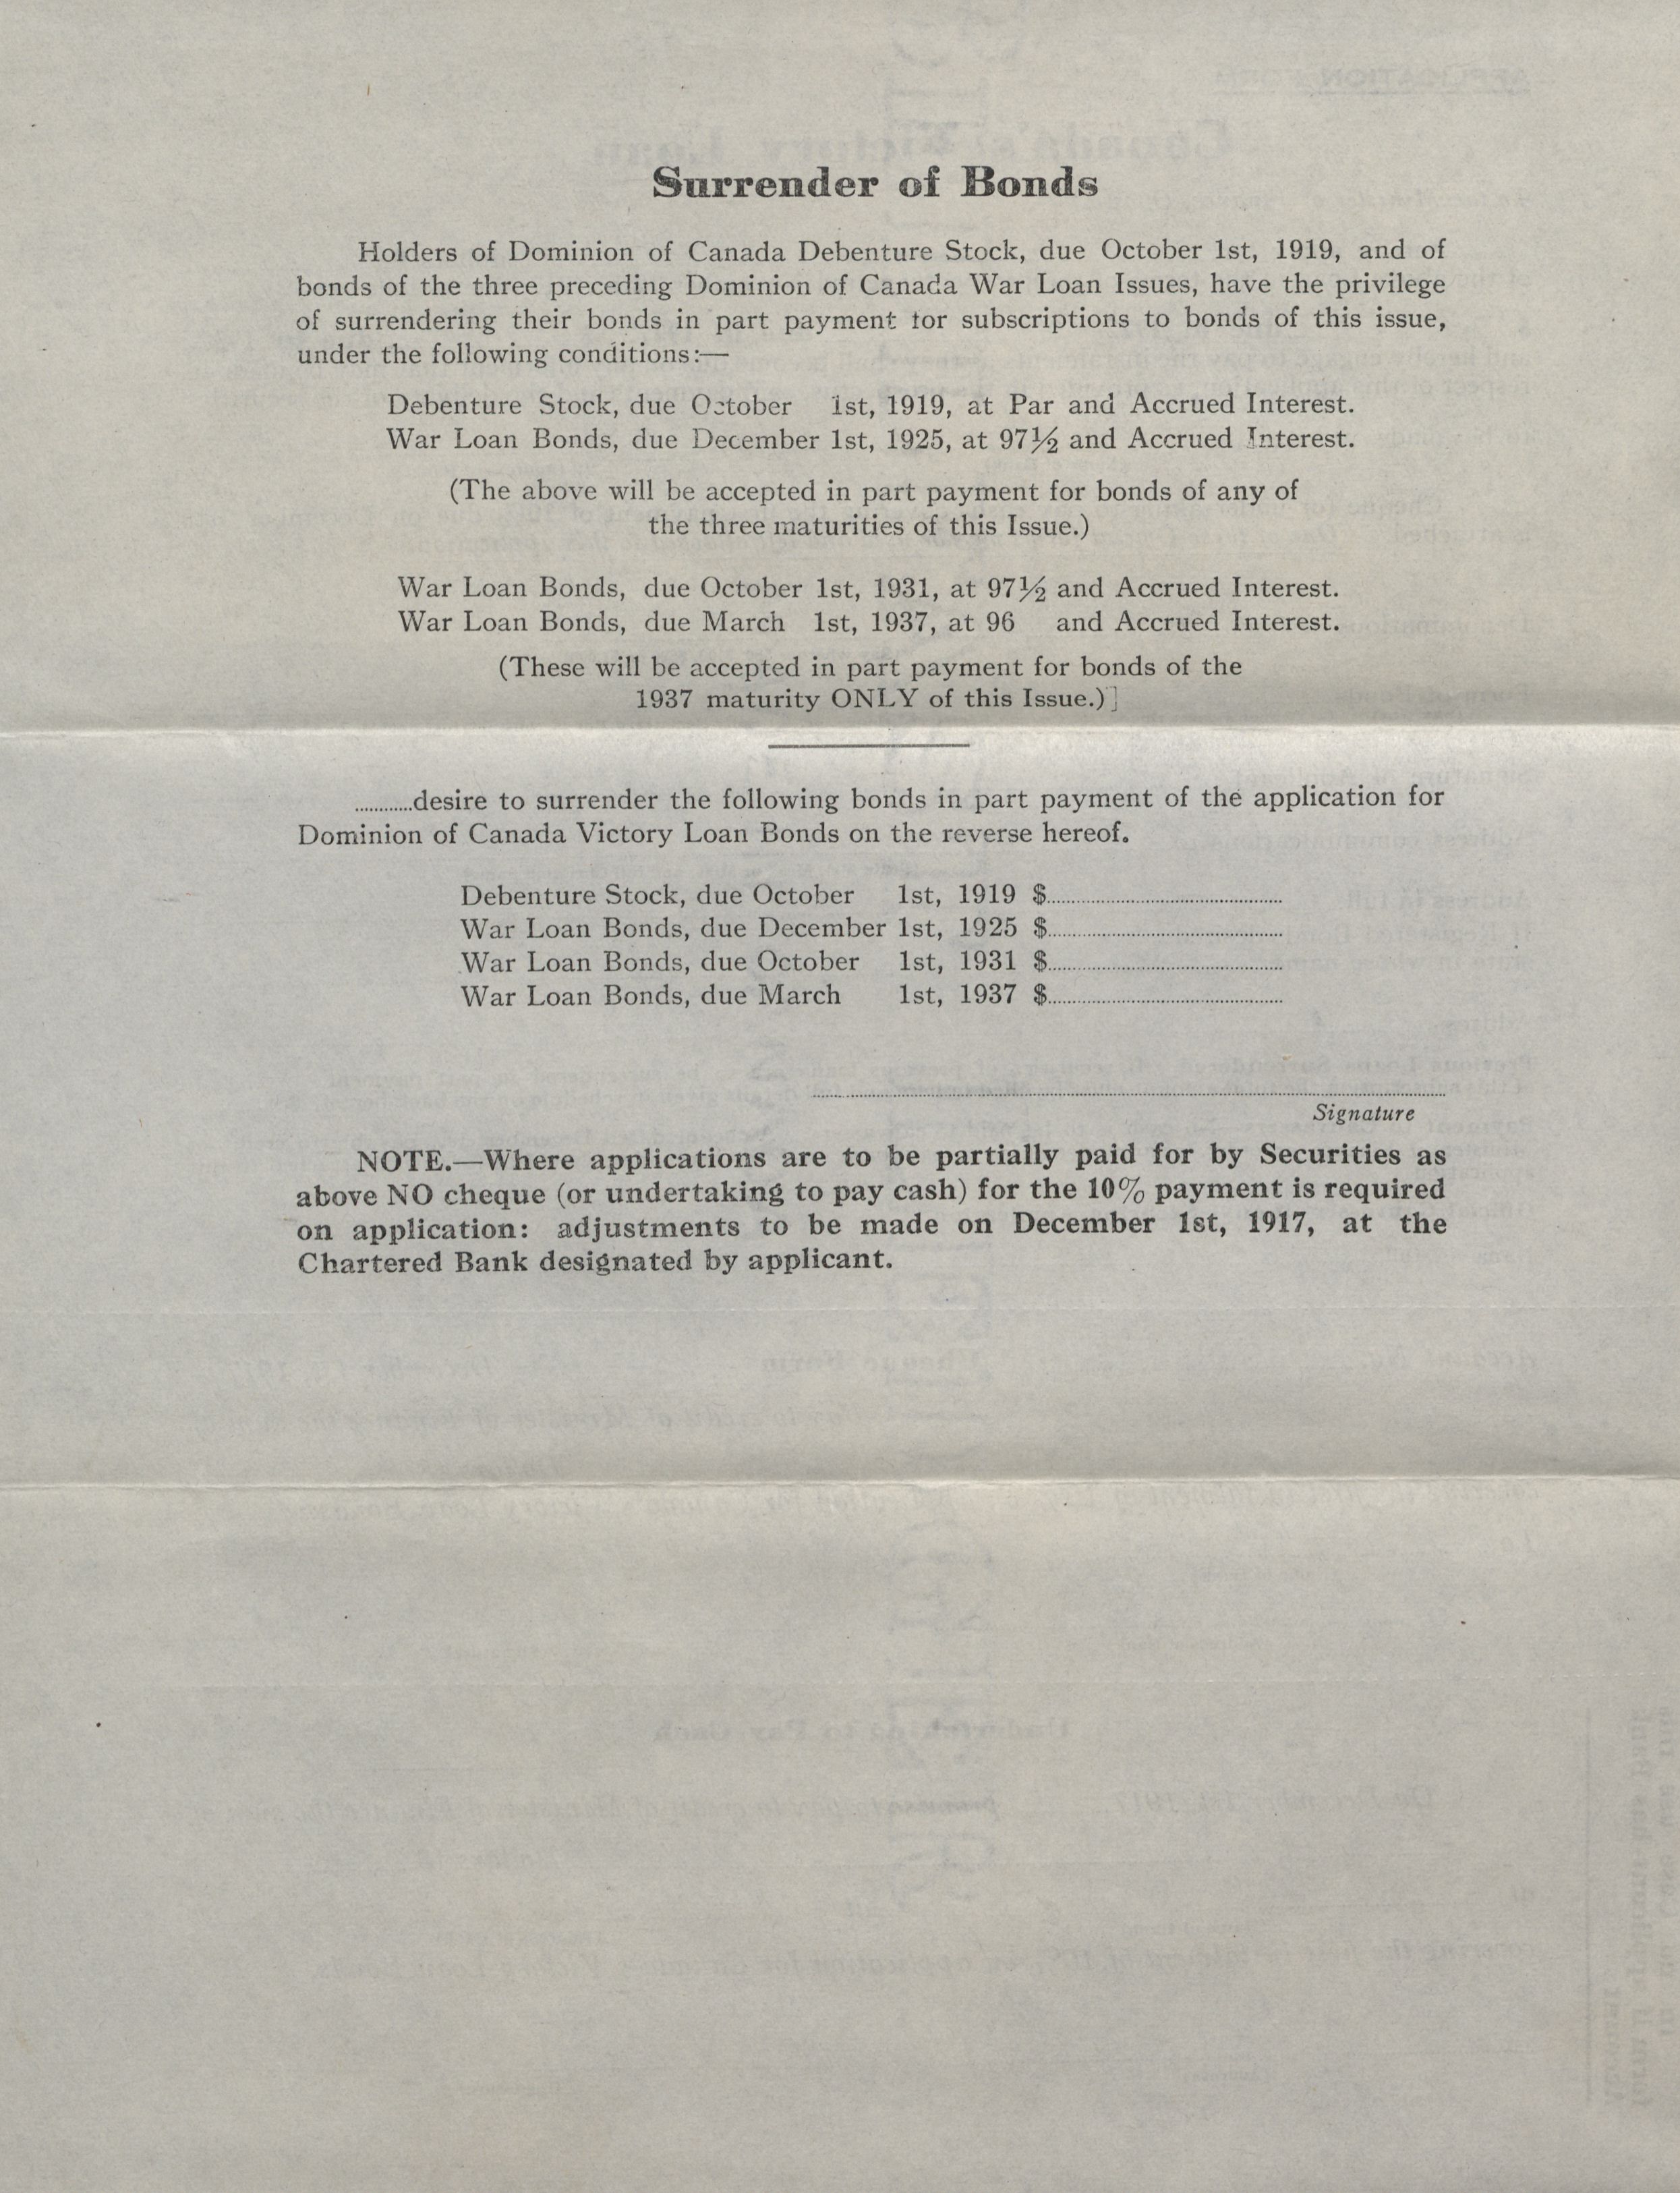 Surrender of Bonds
Holders of Dominion of Canada Debenture Stock, due October 1st, 1919, and of
bonds of the three preceding Dominion of Canada War Loan Issues, have the privilege
of surrendering their bonds in part payment for subscriptions to bonds of this issue,
under the following conditions:—
Debenture Stock, due October 1st, 1919, at Par and Accrued Interest.
War Loan Bonds, due December 1st, 1925, at 97½ and Accrued Interest.
(The above will be accepted in part payment for bonds of any of
the three maturities of this Issue.)
War Loan Bonds, due October 1st, 1931, at 97½ and Accrued Interest.
War Loan Bonds, due March 1st, 1937, at 96 and Accrued Interest.
(These will be accepted in part payment for bonds of the
1937 maturity ONLY of this Issue.)]
............desire to surrender the following bonds in part payment of the application for
Dominion of Canada Victory Loan Bonds on the reverse hereof.
Debenture Stock, due October 1st, 1919 $..................................................
War Loan Bonds, due December 1st, 1925 $..................................................
War Loan Bonds, due October 1st, 1931 $..................................................
War Loan Bonds, due March 1st, 1937 $..................................................
Signature
NOTE.—Where applications are to be partially paid for by Securities as
above NO cheque (or undertaking to pay cash) for the 10% payment is required
on application: adjustments to be made on December 1st, 1917, at the
Chartered Bank designated by applicant.